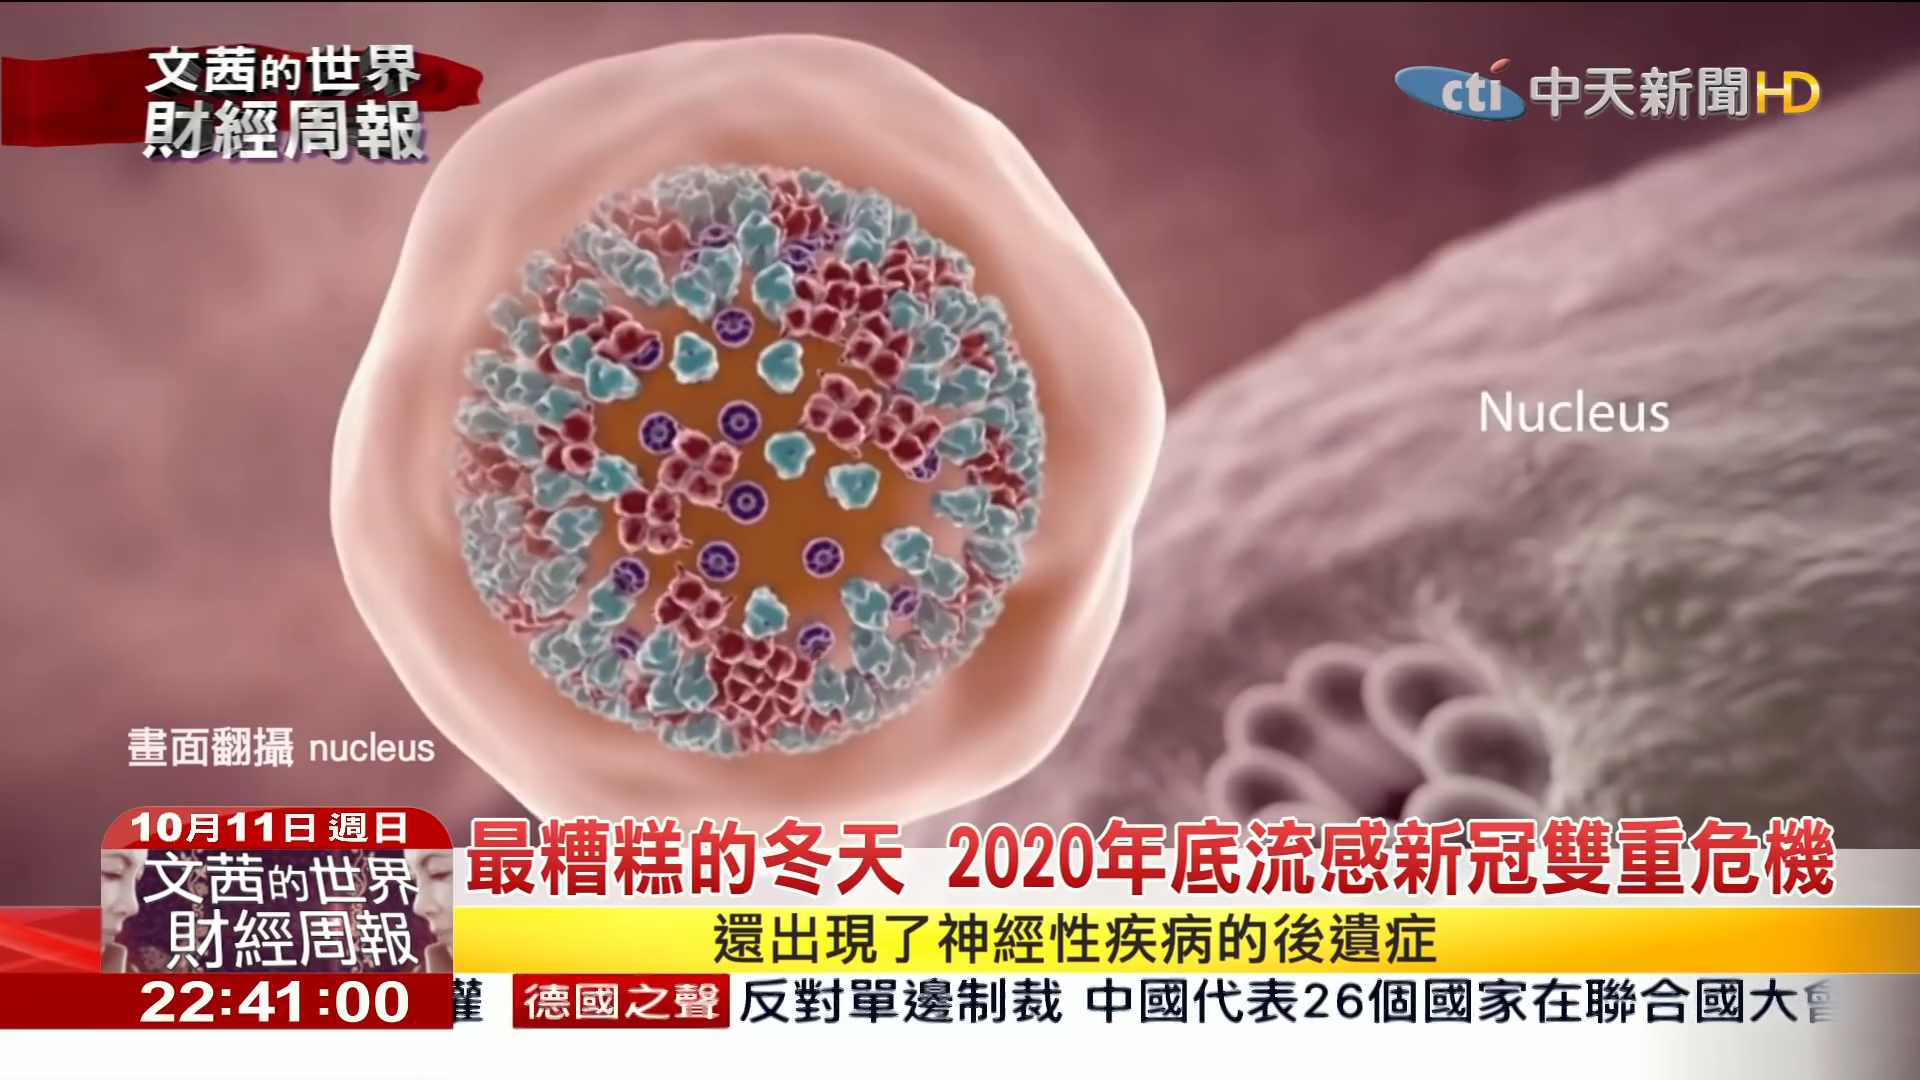 文茜的世界
財經周報
cti 中天新聞HD
Nucleus
畫面翻攝 nucleus
10月11日 週日
文茜的世界
財經周報
22:41:00
最糟糕的冬天 2020年底流感新冠雙重危機
還出現了神經性疾病的後遺症
權 德國之聲 反對單邊制裁 中國代表26個國家在聯合國大會